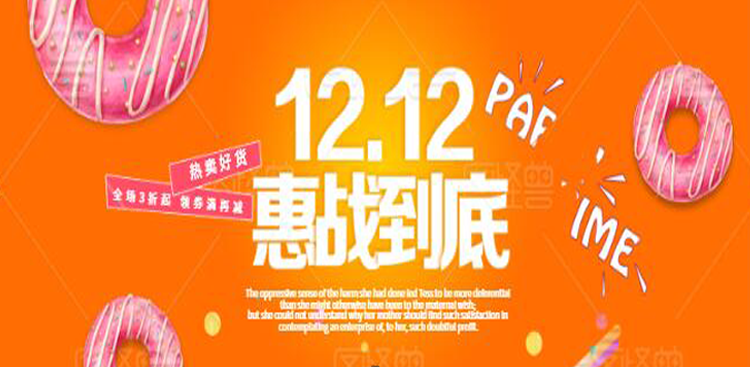 12.12
PAF
热卖好货
全场3折起 领券满再减
惠战到底
IME
The oppressive sense of the harm she had done led Tess to be more deferential
than she might otherwise have been to the maternal wish;
but she could not understand why her mother should find such satisfaction in
contemplating an enterprise of, to her, such doubtful profit.